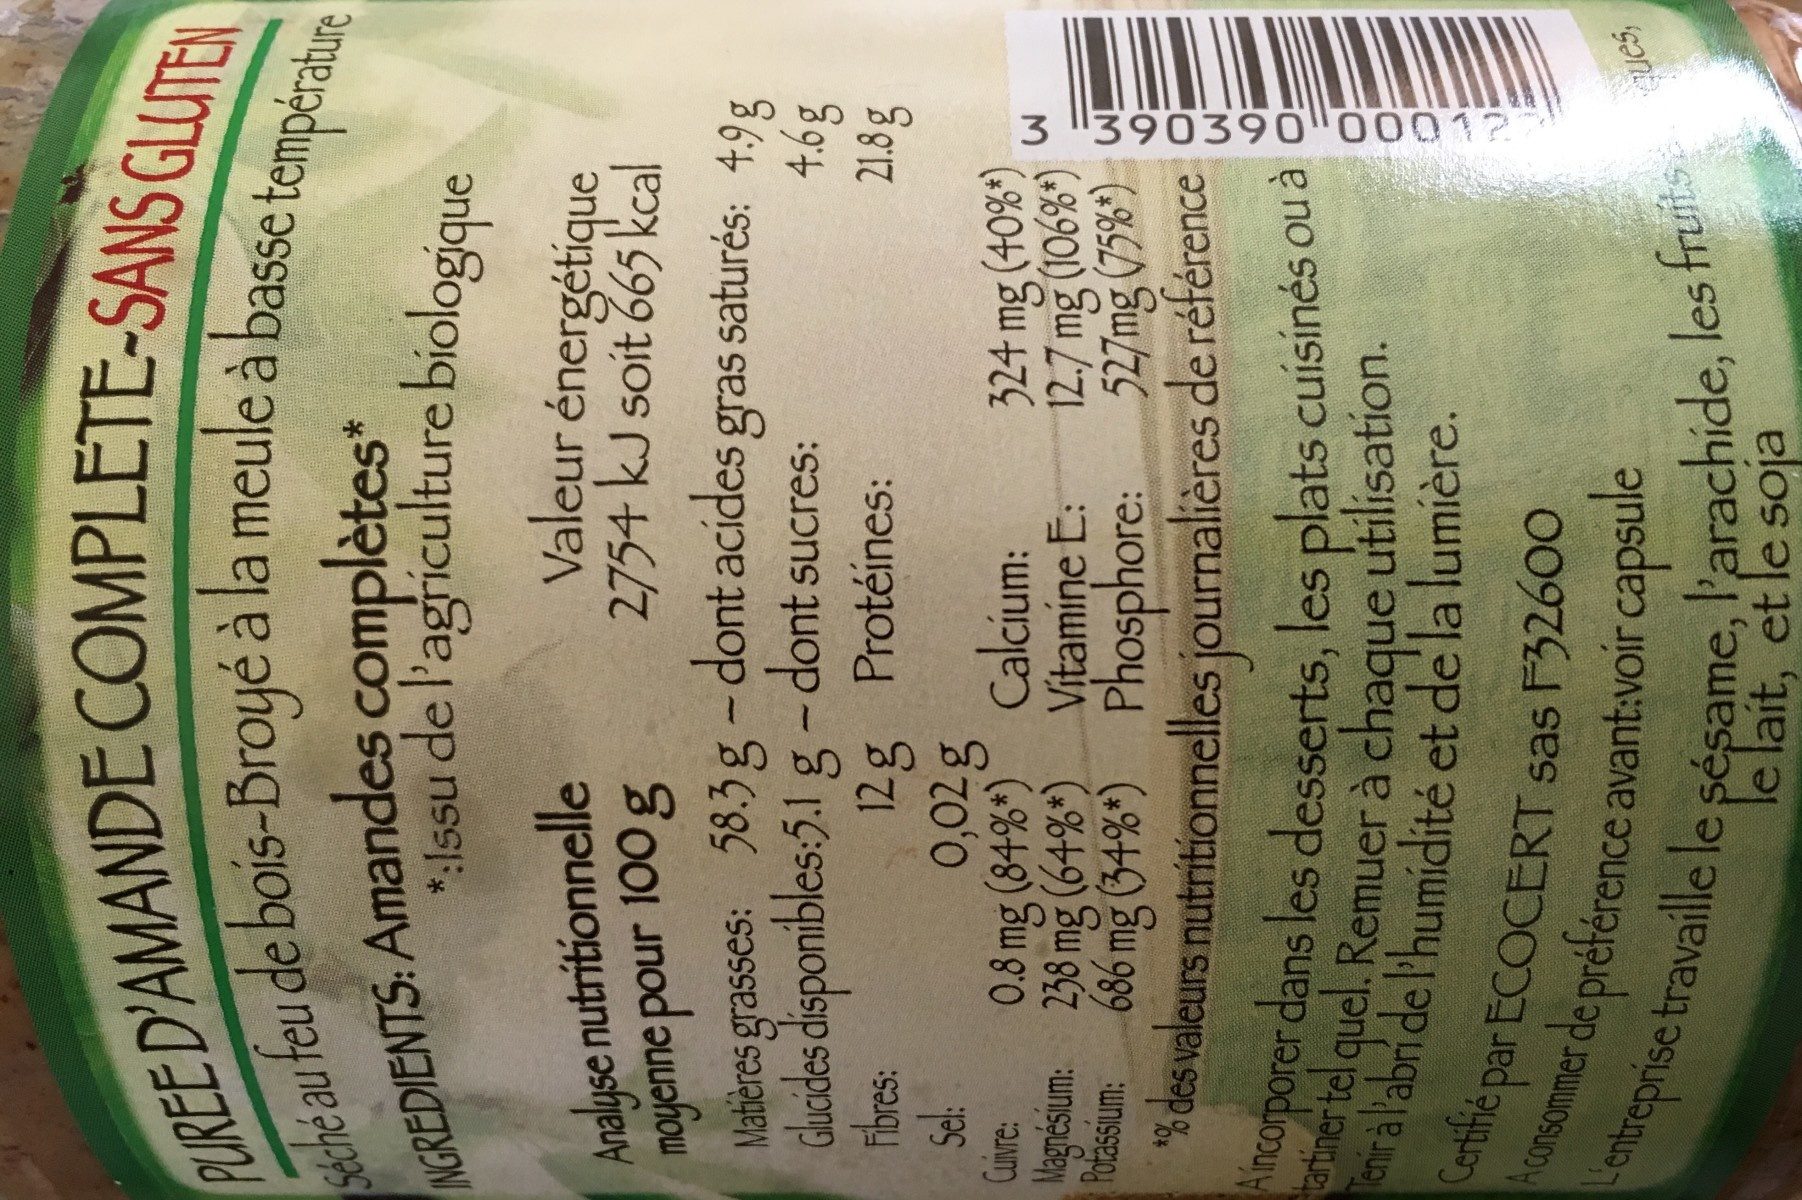 PUREE D'AMANDE COMPLETE~SANS GLUTEN
Séché au feu de bois~Broyé à la meule à basse température
INGREDIENTS: Amandes complètes*
*:Issu de l'agriculture biologique
Analyse nutritionnelle Valeur énergétique
moyenne pour 100 g 2754 kJ soit 665 kcal
Matières grasses: 58.3 g – dont acides gras saturés: 4.9 g
Glucides disponibles:5.1 g – dont sucres: 4.6 g
Fibres: 12 g Protéines: 21.8 g
Sel: 0,02 g
Cuivre: 0.8 mg (84%*) Calcium: 324 mg (40%*)
Magnésium: 238 mg (64%*) Vitamine E: 12.7 mg (106%*)
Potassium: 686 mg (34%*) Phosphore: 527mg (75%*)
*% des valeurs nutritionnelles journalières de référence
A incorporer dans les desserts, les plats cuisinés ou à
tartiner tel quel. Remuer à chaque utilisation.
Tenir à l'abri de l'humidité et de la lumière.
Certifié par ECOCERT sas F32600
A consommer de préférence avant:voir capsule
L'entreprise travaille le sésame, l'arachide, les fruits
le lait, et le soja
3 390390 00012